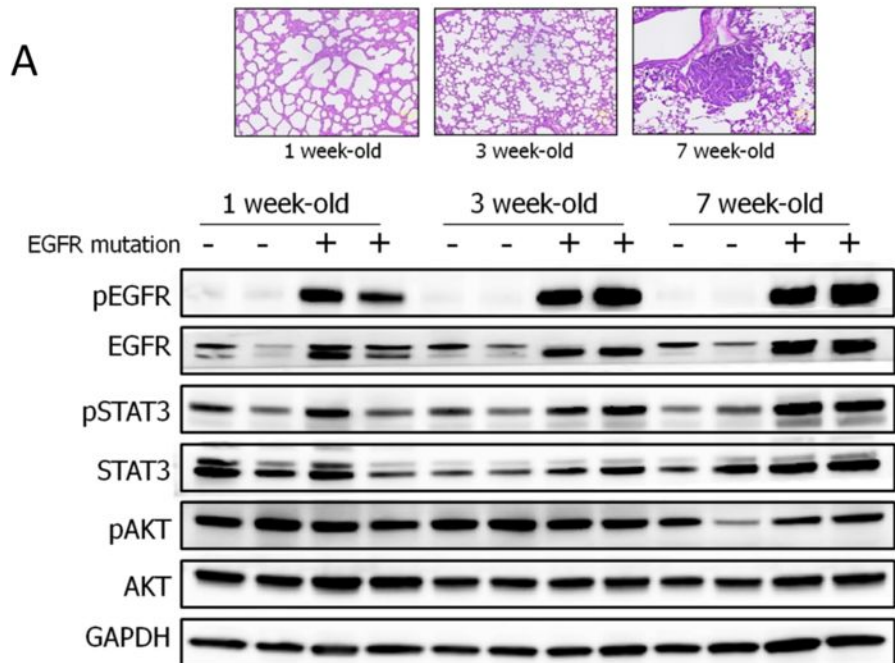 A
1 week-old 3 week-old 7 week-old
1 week-old 3 week-old 7 week-old
EGFR mutation - - + + - - + + - - + +
pEGFR
EGFR
pSTAT3
STAT3
pAKT
AKT
GAPDH